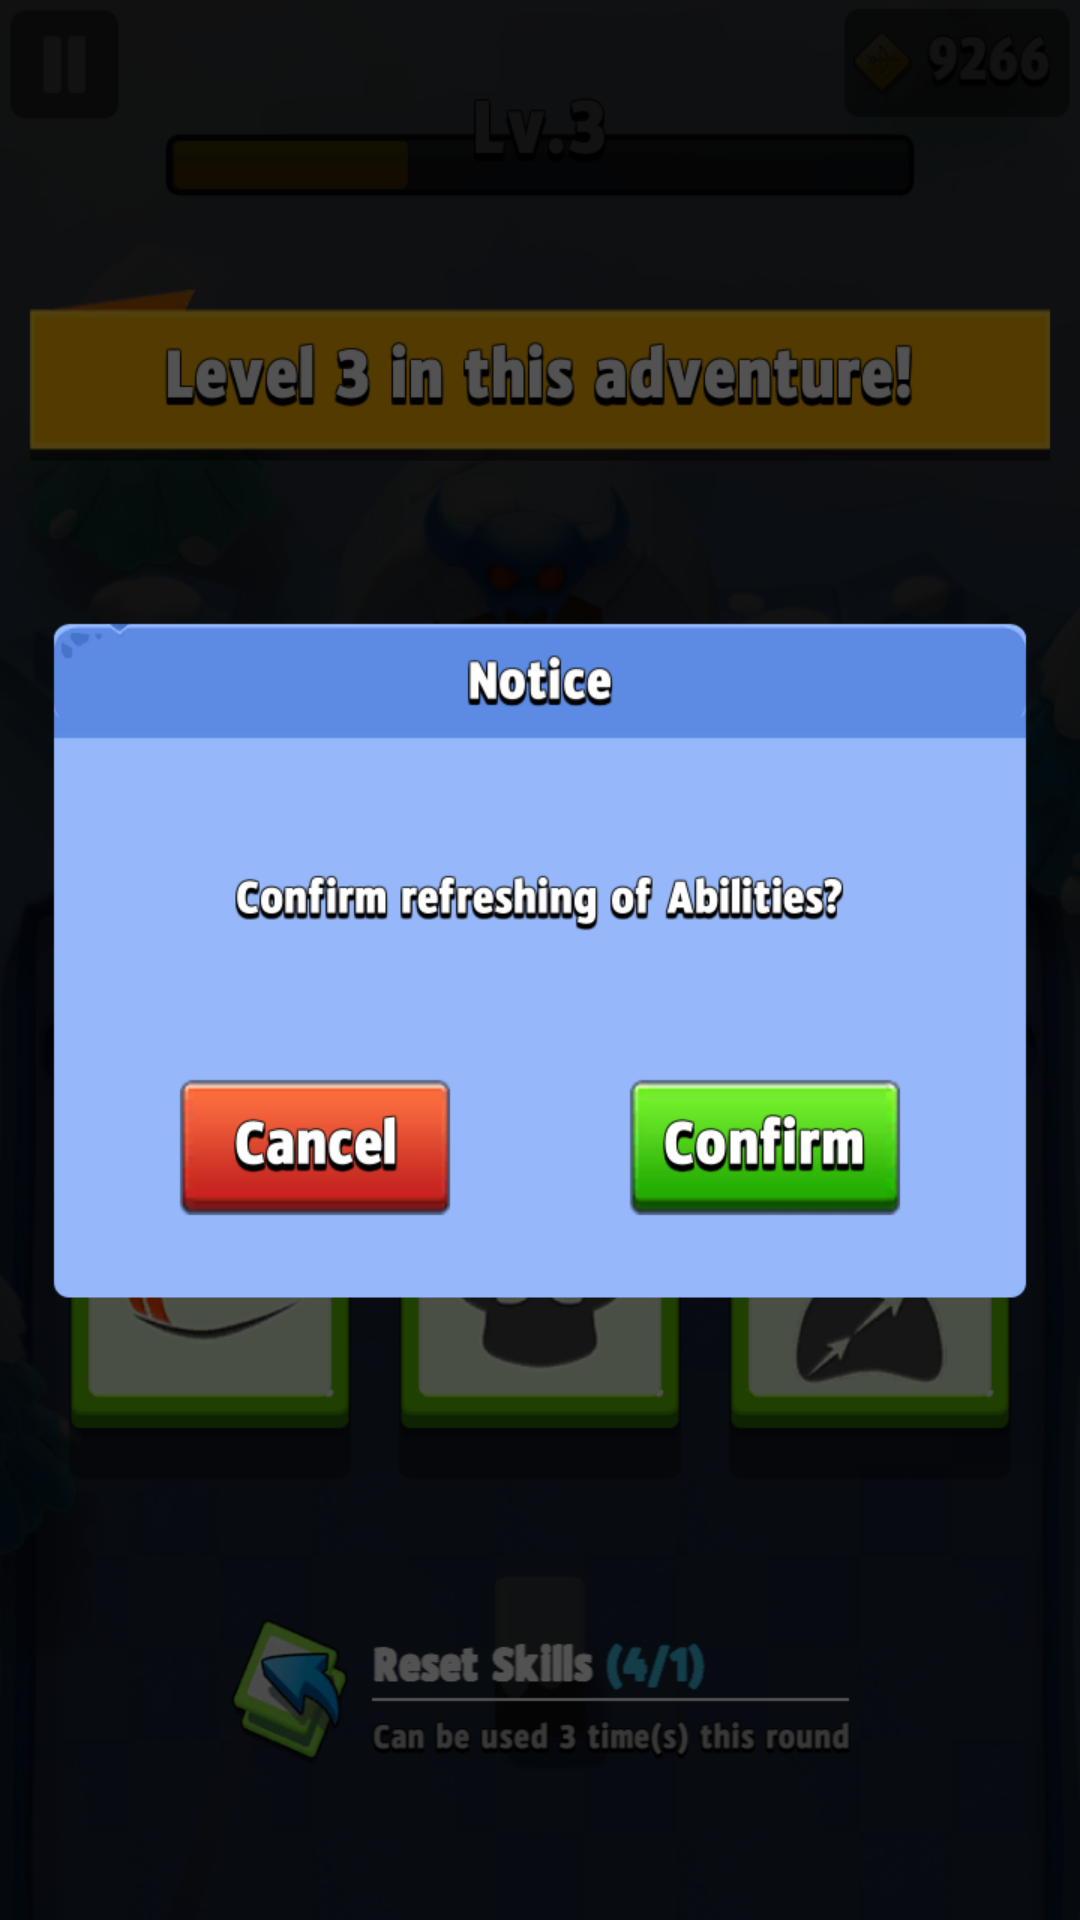 9266
Lv.3
Level 3 in this adventure!
Notice
Confirm refreshing of Abilities?
Cancel
Confirm
Reset Skills (4/1)
Can be used 3 time(s) this round